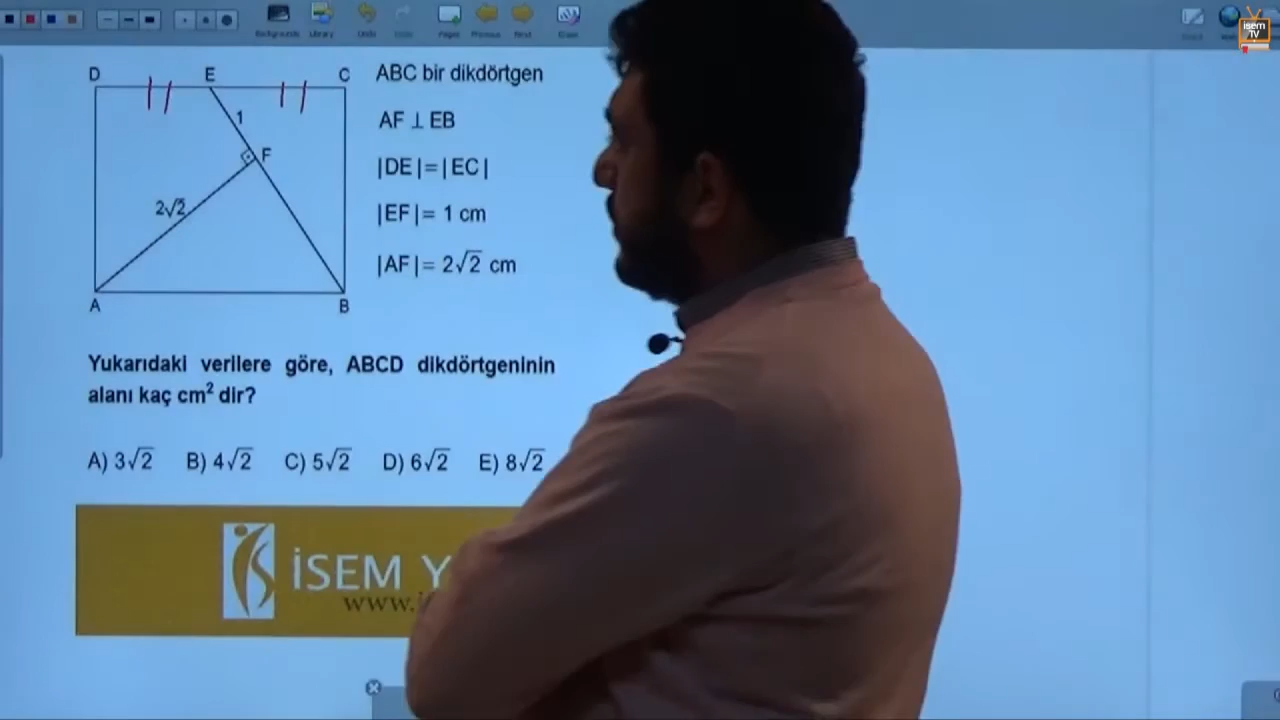 isem
TV
D E C
ABC bir dikdörtgen
1
AF ⊥ EB
F
|DE|=|EC|
2√2
|EF|= 1 cm
|AF|= 2√2 cm
A B
Yukarıdaki verilere göre, ABCD dikdörtgeninin
alanı kaç cm² dir?
A) 3√2 B) 4√2 C) 5√2 D) 6√2 E) 8√2
İSEM Y
www.i